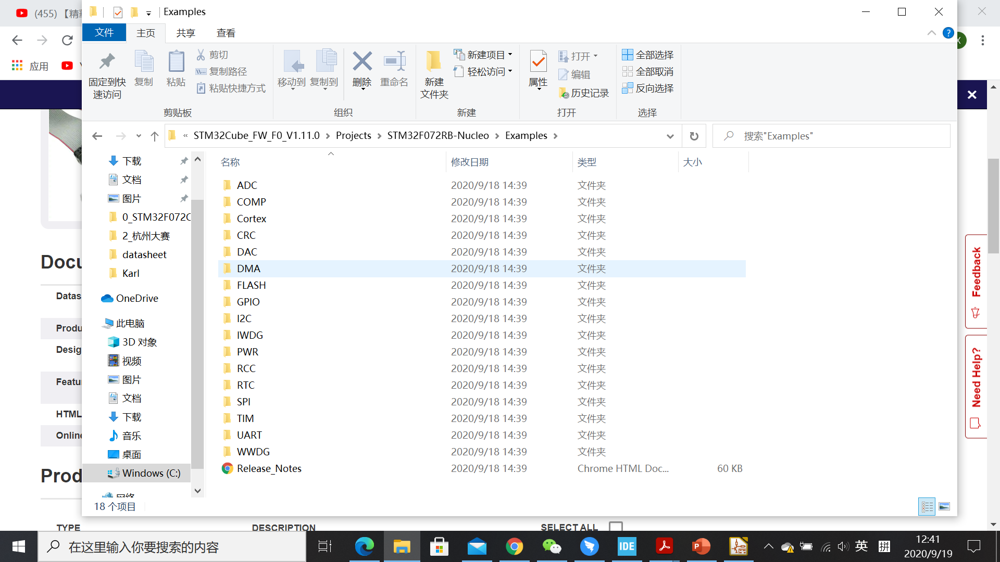 (455) 【精
Examples
文件
主页
共享
查看
应用
固定到快
速访问
复制
粘贴
剪切
复制路径
粘贴快捷方式
剪贴板
移动到
复制到
删除
重命名
组织
新建
文件夹
新建项目
轻松访问
新建
属性
打开
编辑
历史记录
打开
全部选择
全部取消
反向选择
选择
« STM32Cube_FW_F0_V1.11.0 › Projects › STM32F072RB-Nucleo › Examples ›
搜索"Examples"
下载
文档
图片
0_STM32F072C
2_杭州大赛
datasheet
Karl
OneDrive
此电脑
3D 对象
视频
图片
文档
下载
音乐
桌面
Windows (C:)
网络
名称 修改日期 类型 大小
ADC 2020/9/18 14:39 文件夹
COMP 2020/9/18 14:39 文件夹
Cortex 2020/9/18 14:39 文件夹
CRC 2020/9/18 14:39 文件夹
DAC 2020/9/18 14:39 文件夹
DMA 2020/9/18 14:39 文件夹
FLASH 2020/9/18 14:39 文件夹
GPIO 2020/9/18 14:39 文件夹
I2C 2020/9/18 14:39 文件夹
IWDG 2020/9/18 14:39 文件夹
PWR 2020/9/18 14:39 文件夹
RCC 2020/9/18 14:39 文件夹
RTC 2020/9/18 14:39 文件夹
SPI 2020/9/18 14:39 文件夹
TIM 2020/9/18 14:39 文件夹
UART 2020/9/18 14:39 文件夹
WWDG 2020/9/18 14:39 文件夹
Release_Notes 2020/9/18 14:39 Chrome HTML Doc... 60 KB
18 个项目
Docu
Datas
Produ
Desig
Featu
HTML
Online
Prod
TYPE DESCRIPTION SELECT ALL
Feedback
Need Help?
在这里输入你要搜索的内容
IDE
英
拼
12:41
2020/9/19